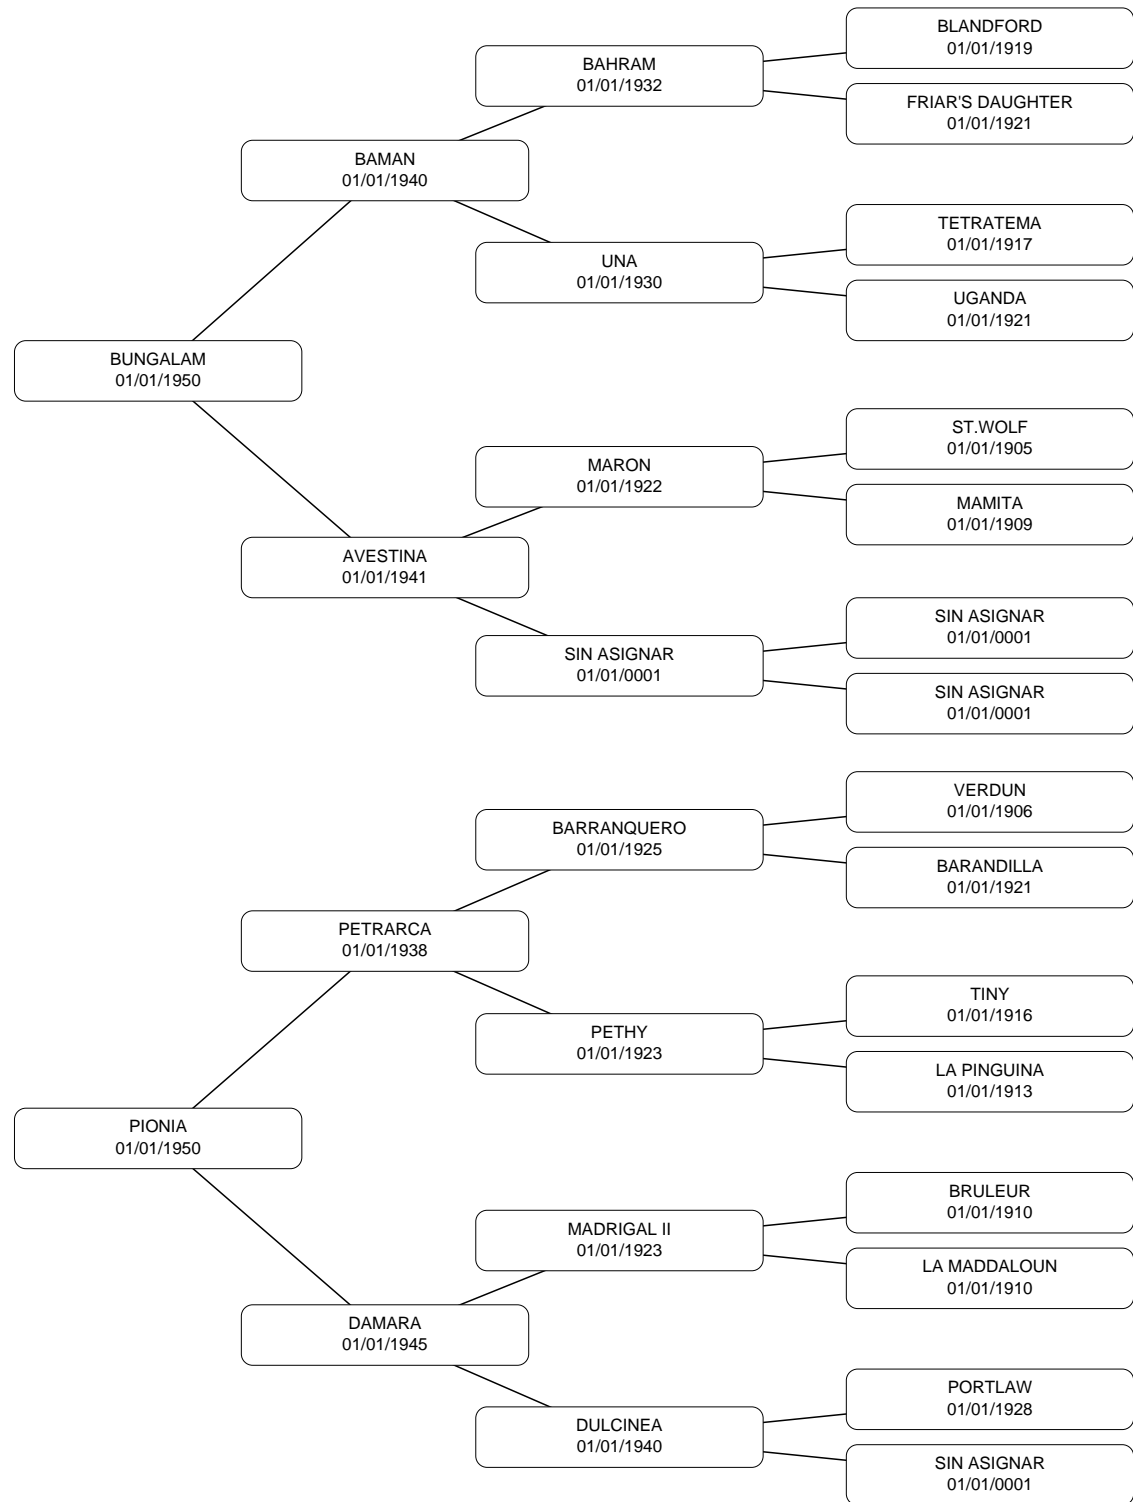 BLANDFORD
01/01/1919
BAHRAM
01/01/1932
FRIAR'S DAUGHTER
01/01/1921
BAMAN
01/01/1940
TETRATEMA
01/01/1917
UNA
01/01/1930
UGANDA
01/01/1921
BUNGALAM
01/01/1950
ST.WOLF
01/01/1905
MARON
01/01/1922
MAMITA
01/01/1909
AVESTINA
01/01/1941
SIN ASIGNAR
01/01/0001
SIN ASIGNAR
01/01/0001
SIN ASIGNAR
01/01/0001
VERDUN
01/01/1906
BARRANQUERO
01/01/1925
BARANDILLA
01/01/1921
PETRARCA
01/01/1938
TINY
01/01/1916
PETHY
01/01/1923
LA PINGUINA
01/01/1913
PIONIA
01/01/1950
BRULEUR
01/01/1910
MADRIGAL II
01/01/1923
LA MADDALOUN
01/01/1910
DAMARA
01/01/1945
PORTLAW
01/01/1928
DULCINEA
01/01/1940
SIN ASIGNAR
01/01/0001